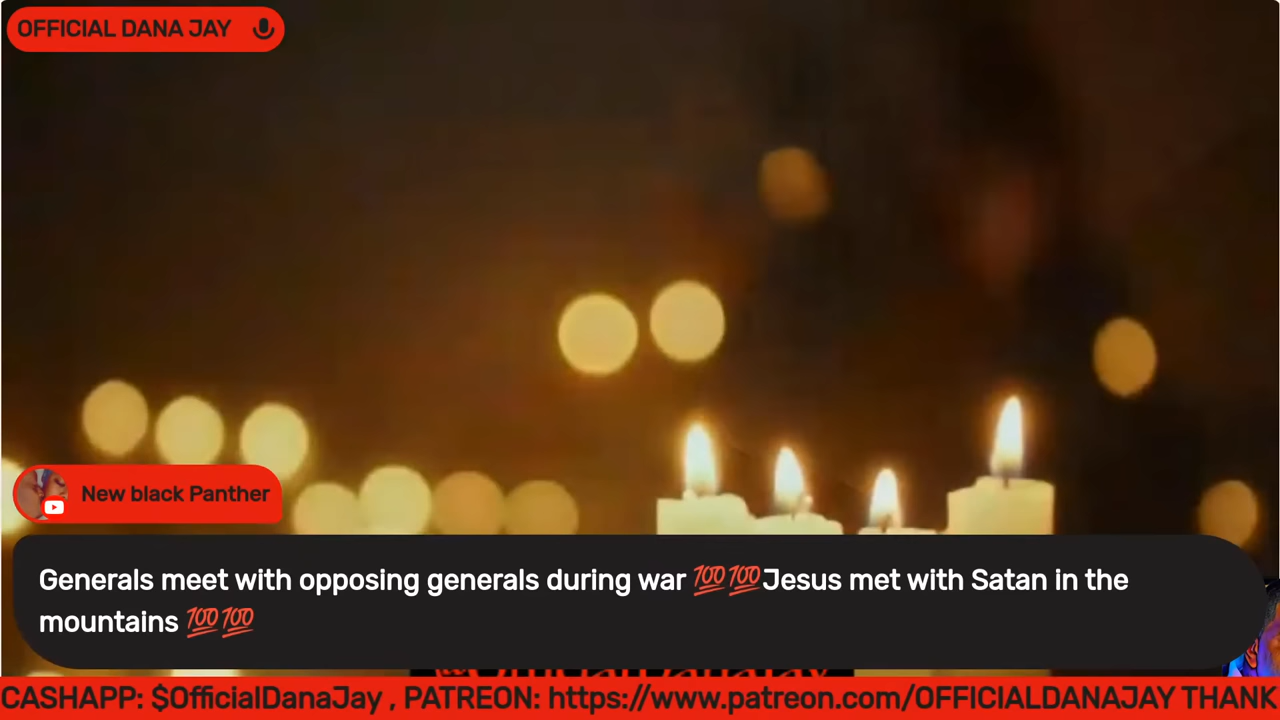 OFFICIAL DANA JAY
New black Panther
Generals meet with opposing generals during war 💯💯Jesus met with Satan in the
mountains 💯💯
@OfficialDanaJay
CASHAPP: $OfficialDanaJay , PATREON: https://www.patreon.com/OFFICIALDANAJAY THANK